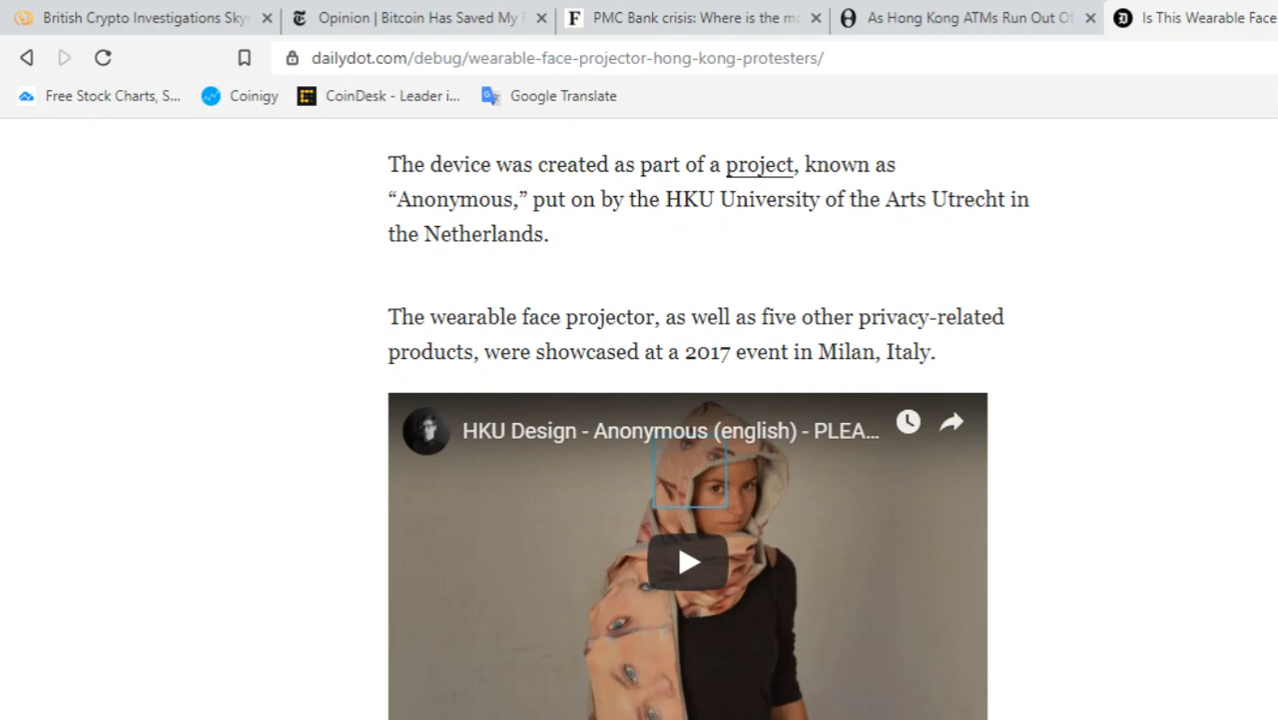 British Crypto Investigations Sky
Opinion | Bitcoin Has Saved My
PMC Bank crisis: Where is the
As Hong Kong ATMs Run Out Of
Is This Wearable Face
dailydot.com/debug/wearable-face-projector-hong-kong-protesters/
Free Stock Charts, S...
Coinigy
CoinDesk - Leader i...
Google Translate
The device was created as part of a project, known as
“Anonymous,” put on by the HKU University of the Arts Utrecht in
the Netherlands.
The wearable face projector, as well as five other privacy-related
products, were showcased at a 2017 event in Milan, Italy.
HKU Design - Anonymous (english) - PLEA...